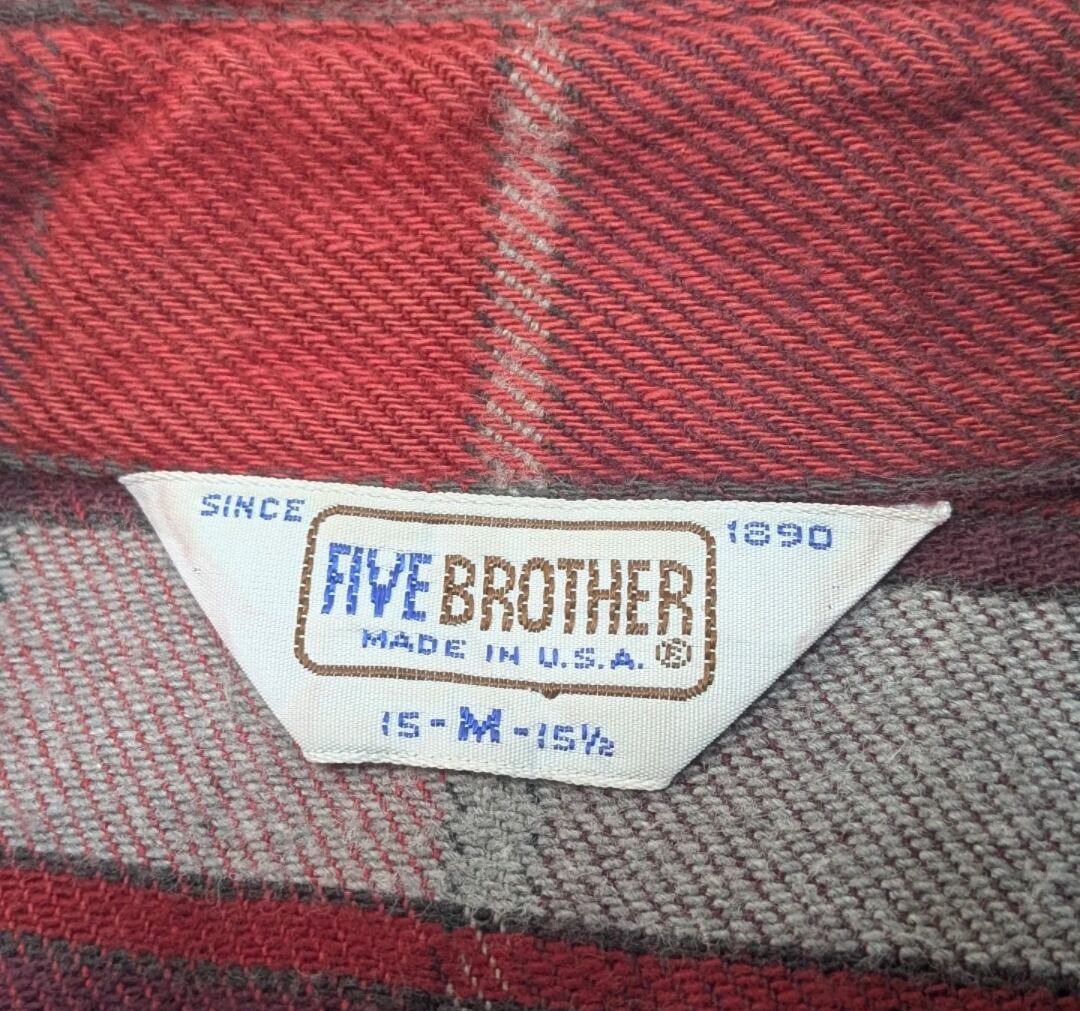 SINCE 1890
FIVE BROTHER
MADE IN U.S.A. ®
15-M-15½